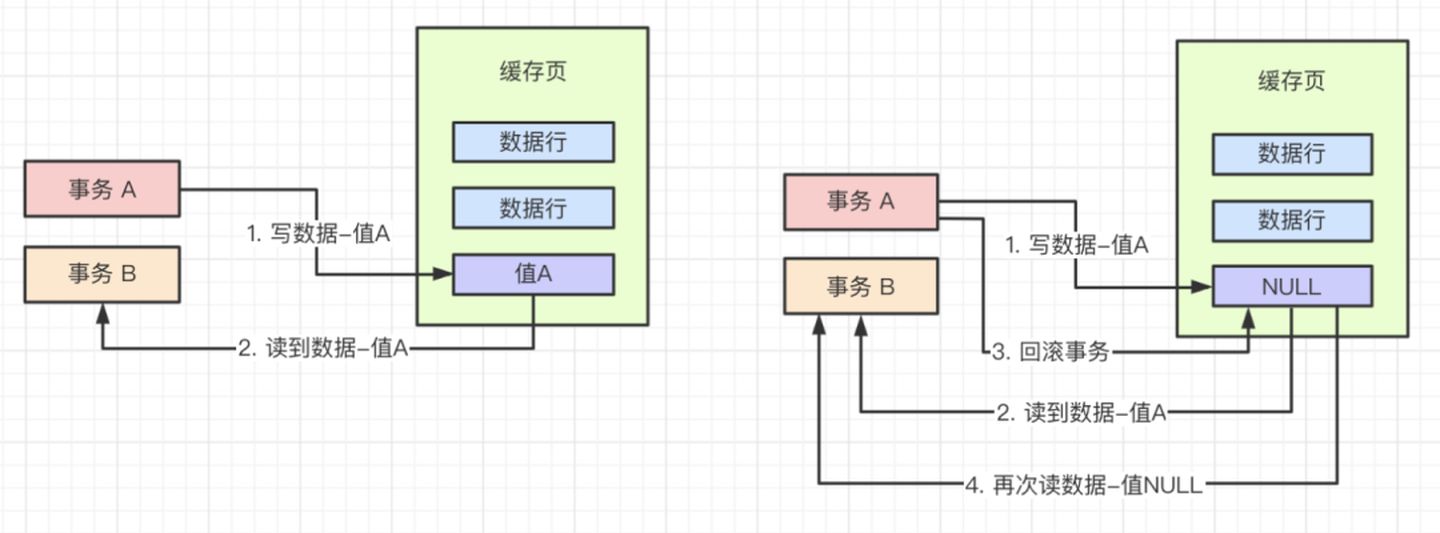 缓存页
数据行
数据行
事务 A
1. 写数据-值A
事务 B
值A
2. 读到数据-值A
缓存页
数据行
数据行
事务 A
1. 写数据-值A
事务 B
NULL
3. 回滚事务
2. 读到数据-值A
4. 再次读数据-值NULL